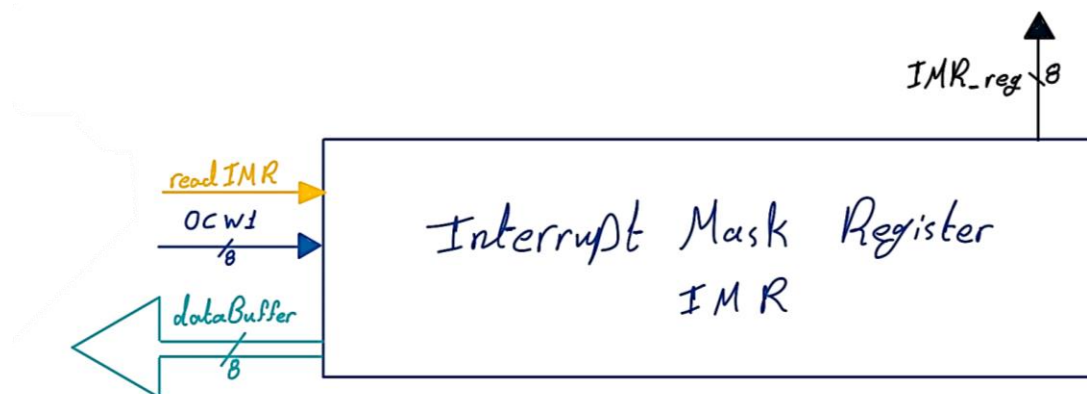 IMR_reg 8
readIMR
OCW1
8
Interrupt Mask Register
IMR
dataBuffer
8